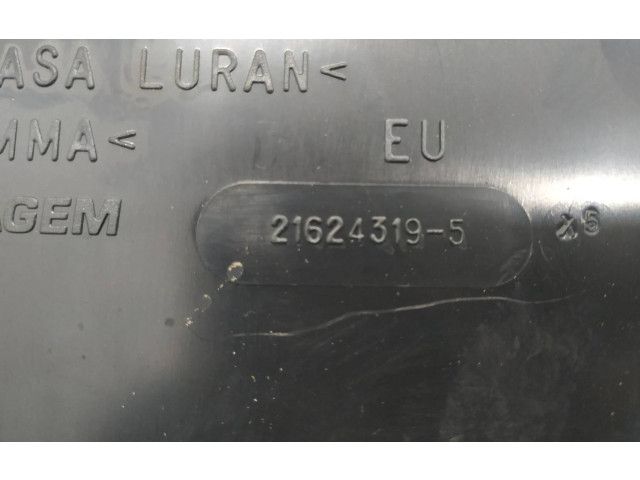 ASA LURAN<
MMA< EU
AGEM
21624319-5